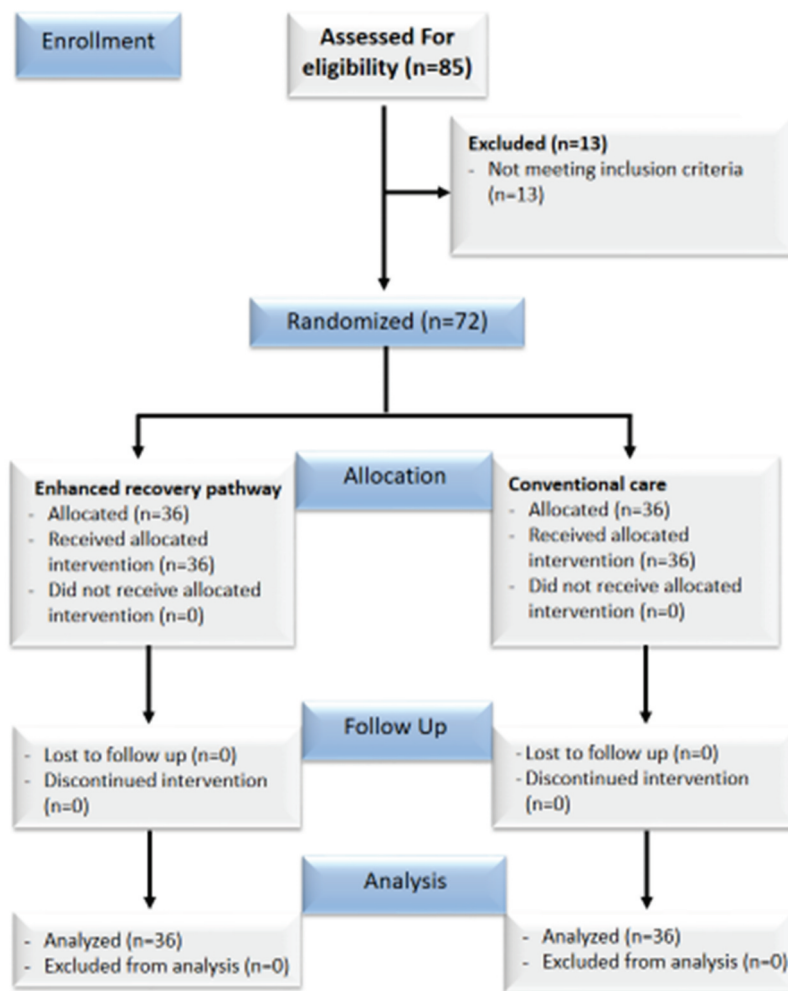 Enrollment
Assessed For
eligibility (n=85)
Excluded (n=13)
- Not meeting inclusion criteria
(n=13)
Randomized (n=72)
Allocation
Enhanced recovery pathway
- Allocated (n=36)
- Received allocated
intervention (n=36)
- Did not receive allocated
intervention (n=0)
Conventional care
- Allocated (n=36)
- Received allocated
intervention (n=36)
- Did not receive allocated
intervention (n=0)
Follow Up
- Lost to follow up (n=0)
- Discontinued intervention
(n=0)
- Lost to follow up (n=0)
- Discontinued intervention
(n=0)
Analysis
- Analyzed (n=36)
- Excluded from analysis (n=0)
- Analyzed (n=36)
- Excluded from analysis (n=0)